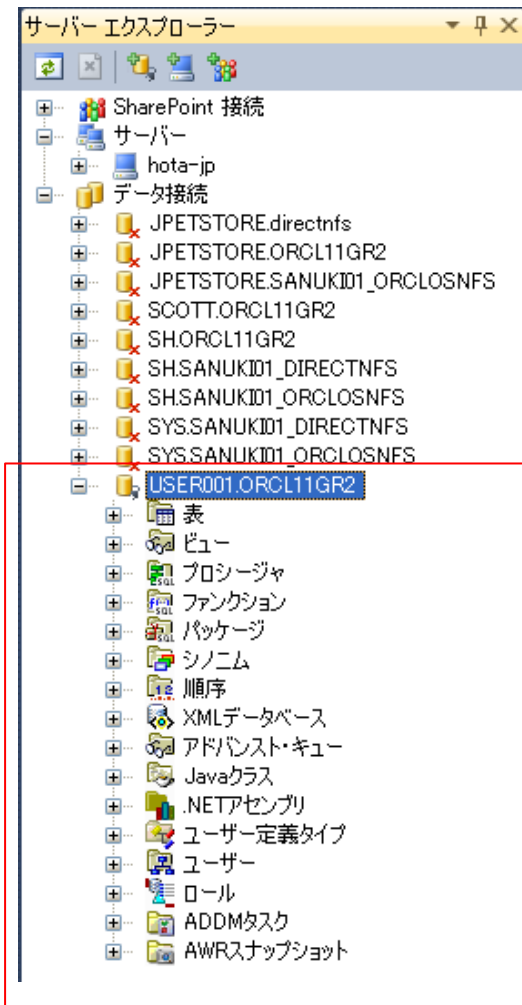 サーバー エクスプローラー
SharePoint 接続
サーバー
hota-jp
データ接続
JPETSTORE.directnfs
JPETSTORE.ORCL11GR2
JPETSTORE.SANUKI01_ORCLOSNFS
SCOTT.ORCL11GR2
SH.ORCL11GR2
SH.SANUKI01_DIRECTNFS
SH.SANUKI01_ORCLOSNFS
SYS.SANUKI01_DIRECTNFS
SYS.SANUKI01_ORCLOSNFS
USER001.ORCL11GR2
表
ビュー
プロシージャ
ファンクション
パッケージ
シノニム
順序
XMLデータベース
アドバンスト・キュー
Javaクラス
.NETアセンブリ
ユーザー定義タイプ
ユーザー
ロール
ADDMタスク
AWRスナップショット